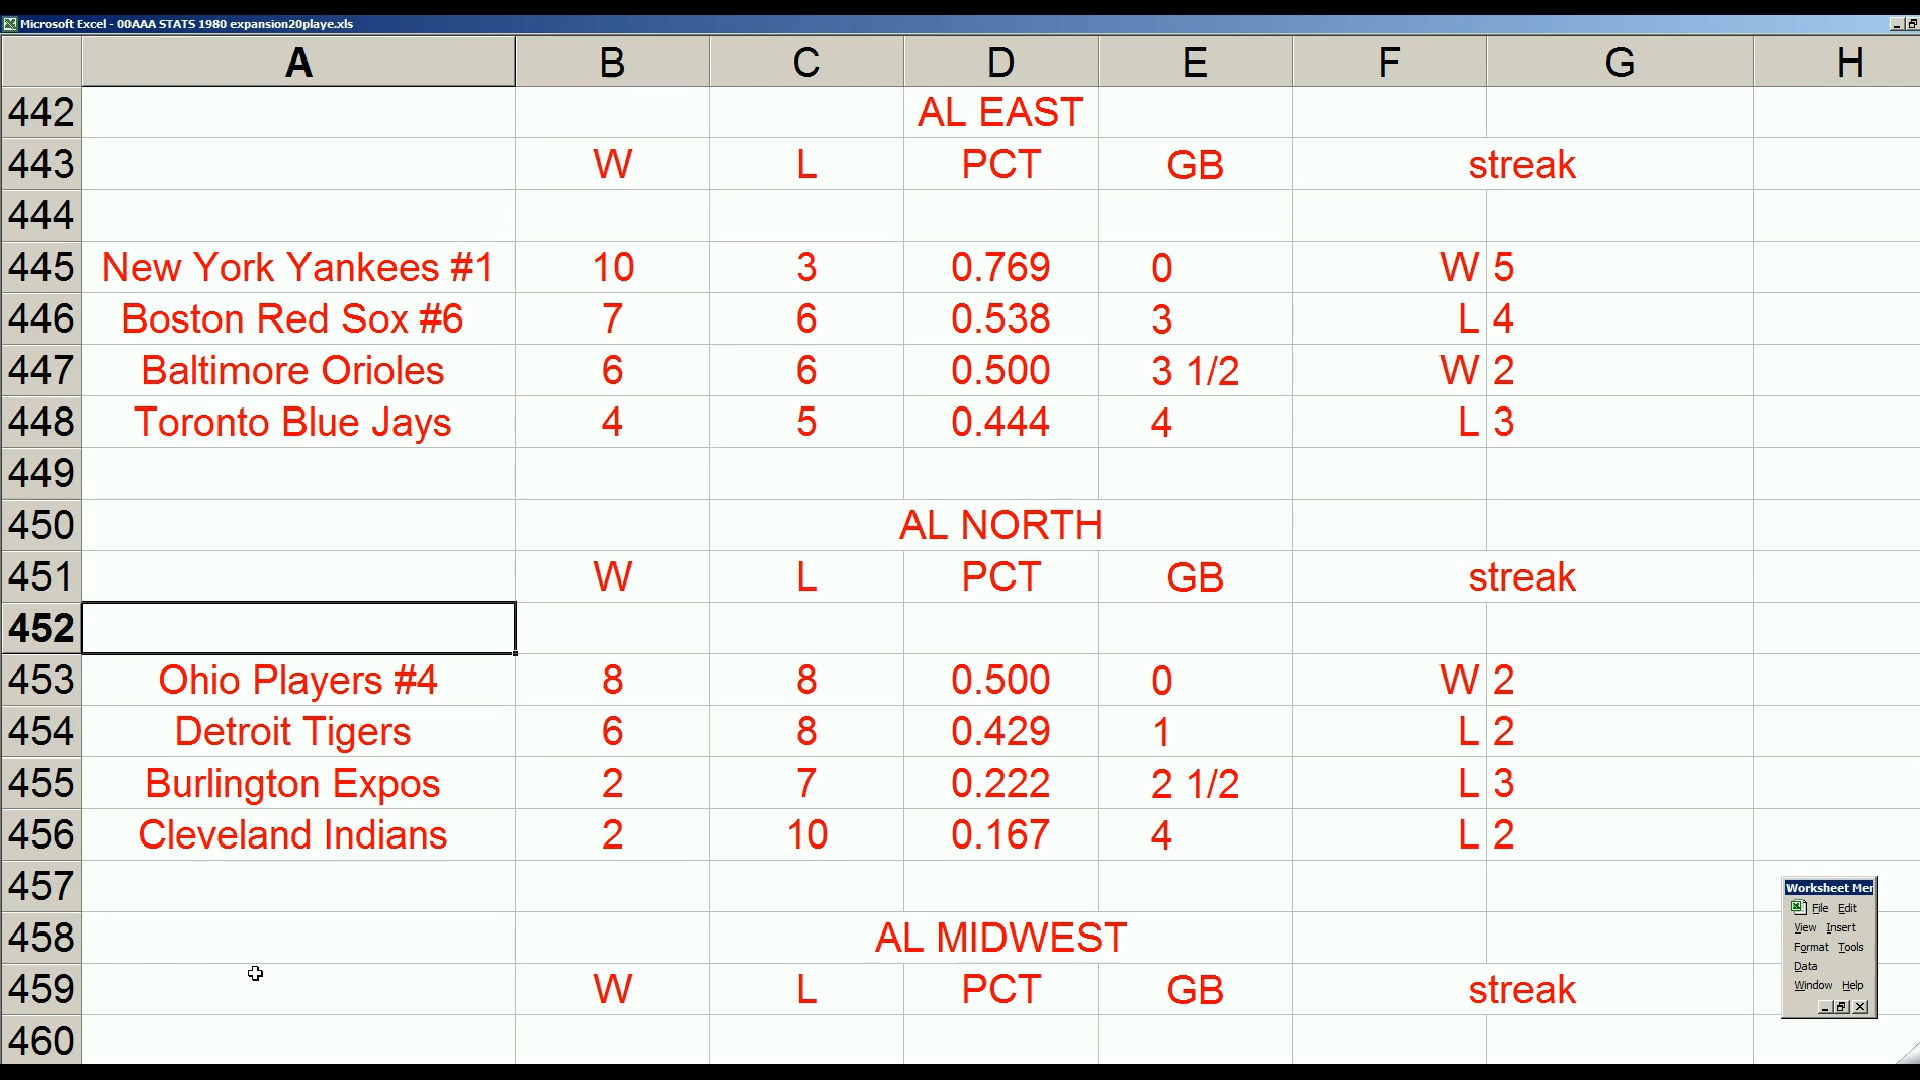 Microsoft Excel - 00AAA STATS 1980 expansion20playe.xls
A B C D E F G H
442 AL EAST
443 W L PCT GB streak
444
445 New York Yankees #1 10 3 0.769 0 W 5
446 Boston Red Sox #6 7 6 0.538 3 L 4
447 Baltimore Orioles 6 6 0.500 3 1/2 W 2
448 Toronto Blue Jays 4 5 0.444 4 L 3
449
450 AL NORTH
451 W L PCT GB streak
452
453 Ohio Players #4 8 8 0.500 0 W 2
454 Detroit Tigers 6 8 0.429 1 L 2
455 Burlington Expos 2 7 0.222 2 1/2 L 3
456 Cleveland Indians 2 10 0.167 4 L 2
457
458 AL MIDWEST
459 W L PCT GB streak
460
Worksheet Mer
File Edit
View Insert
Format Tools
Data
Window Help